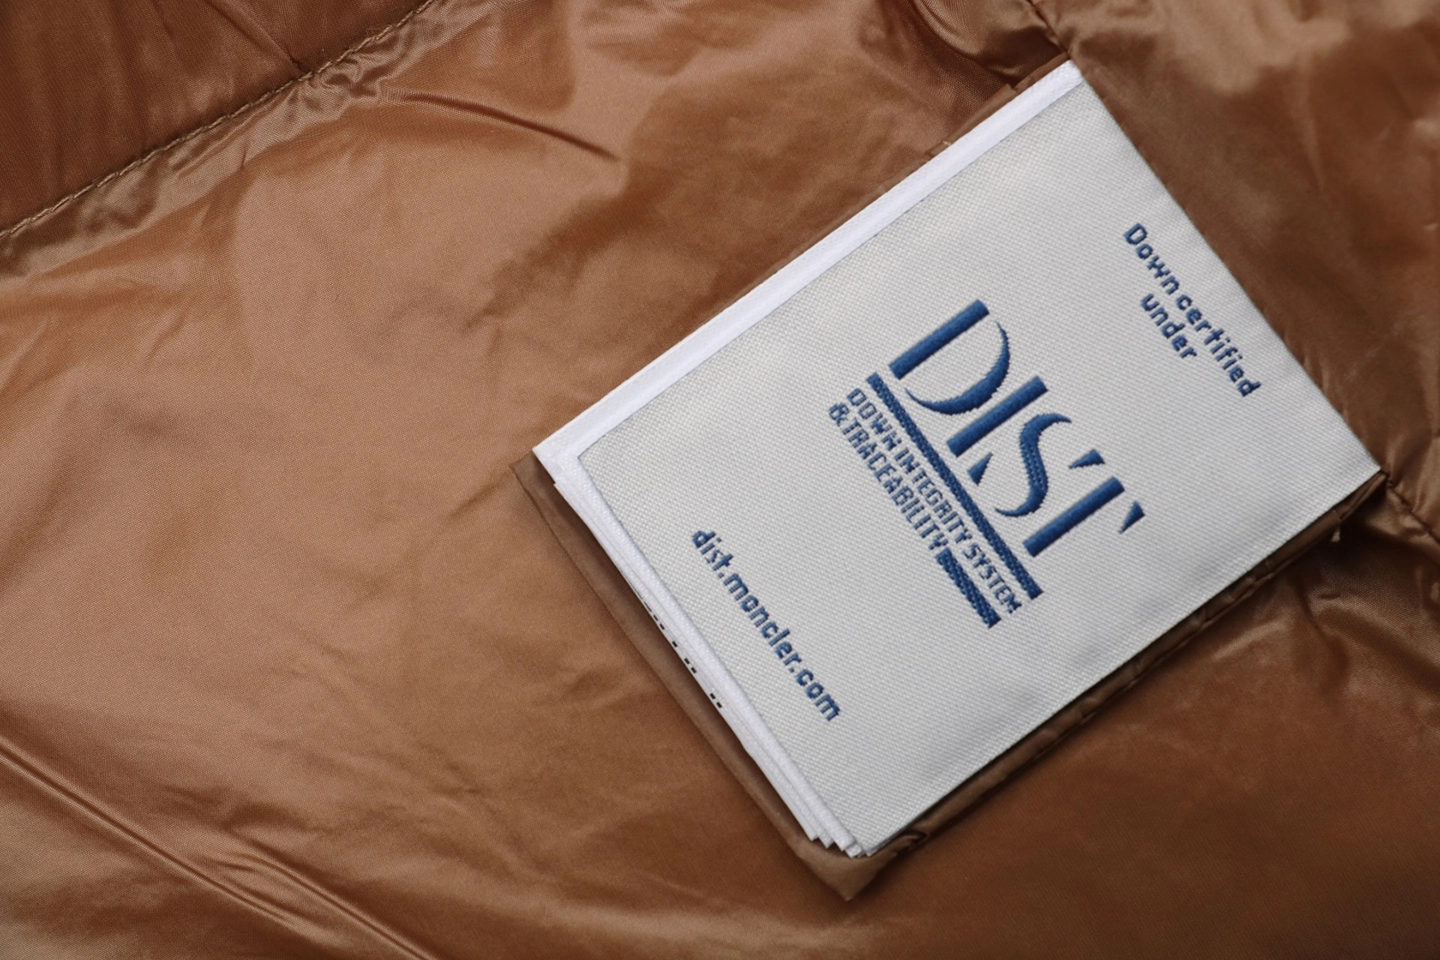 Down certified
under
DIST
DOWN INTEGRITY SYSTEM
& TRACEABILITY
dist.moncler.com